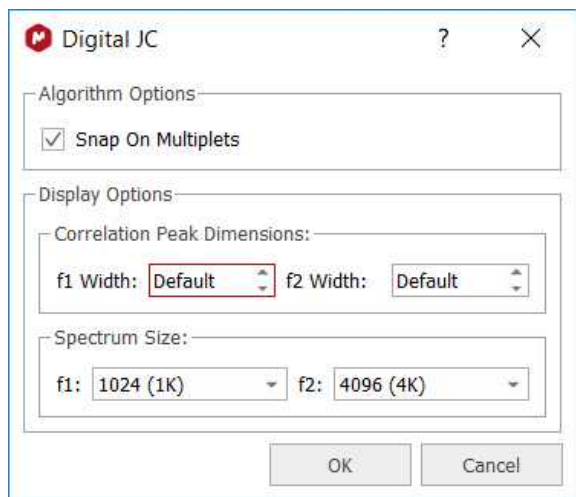 Digital JC ?
Algorithm Options
Snap On Multiplets
Display Options
Correlation Peak Dimensions:
f1 Width: Default f2 Width: Default
Spectrum Size:
f1: 1024 (1K) f2: 4096 (4K)
OK Cancel